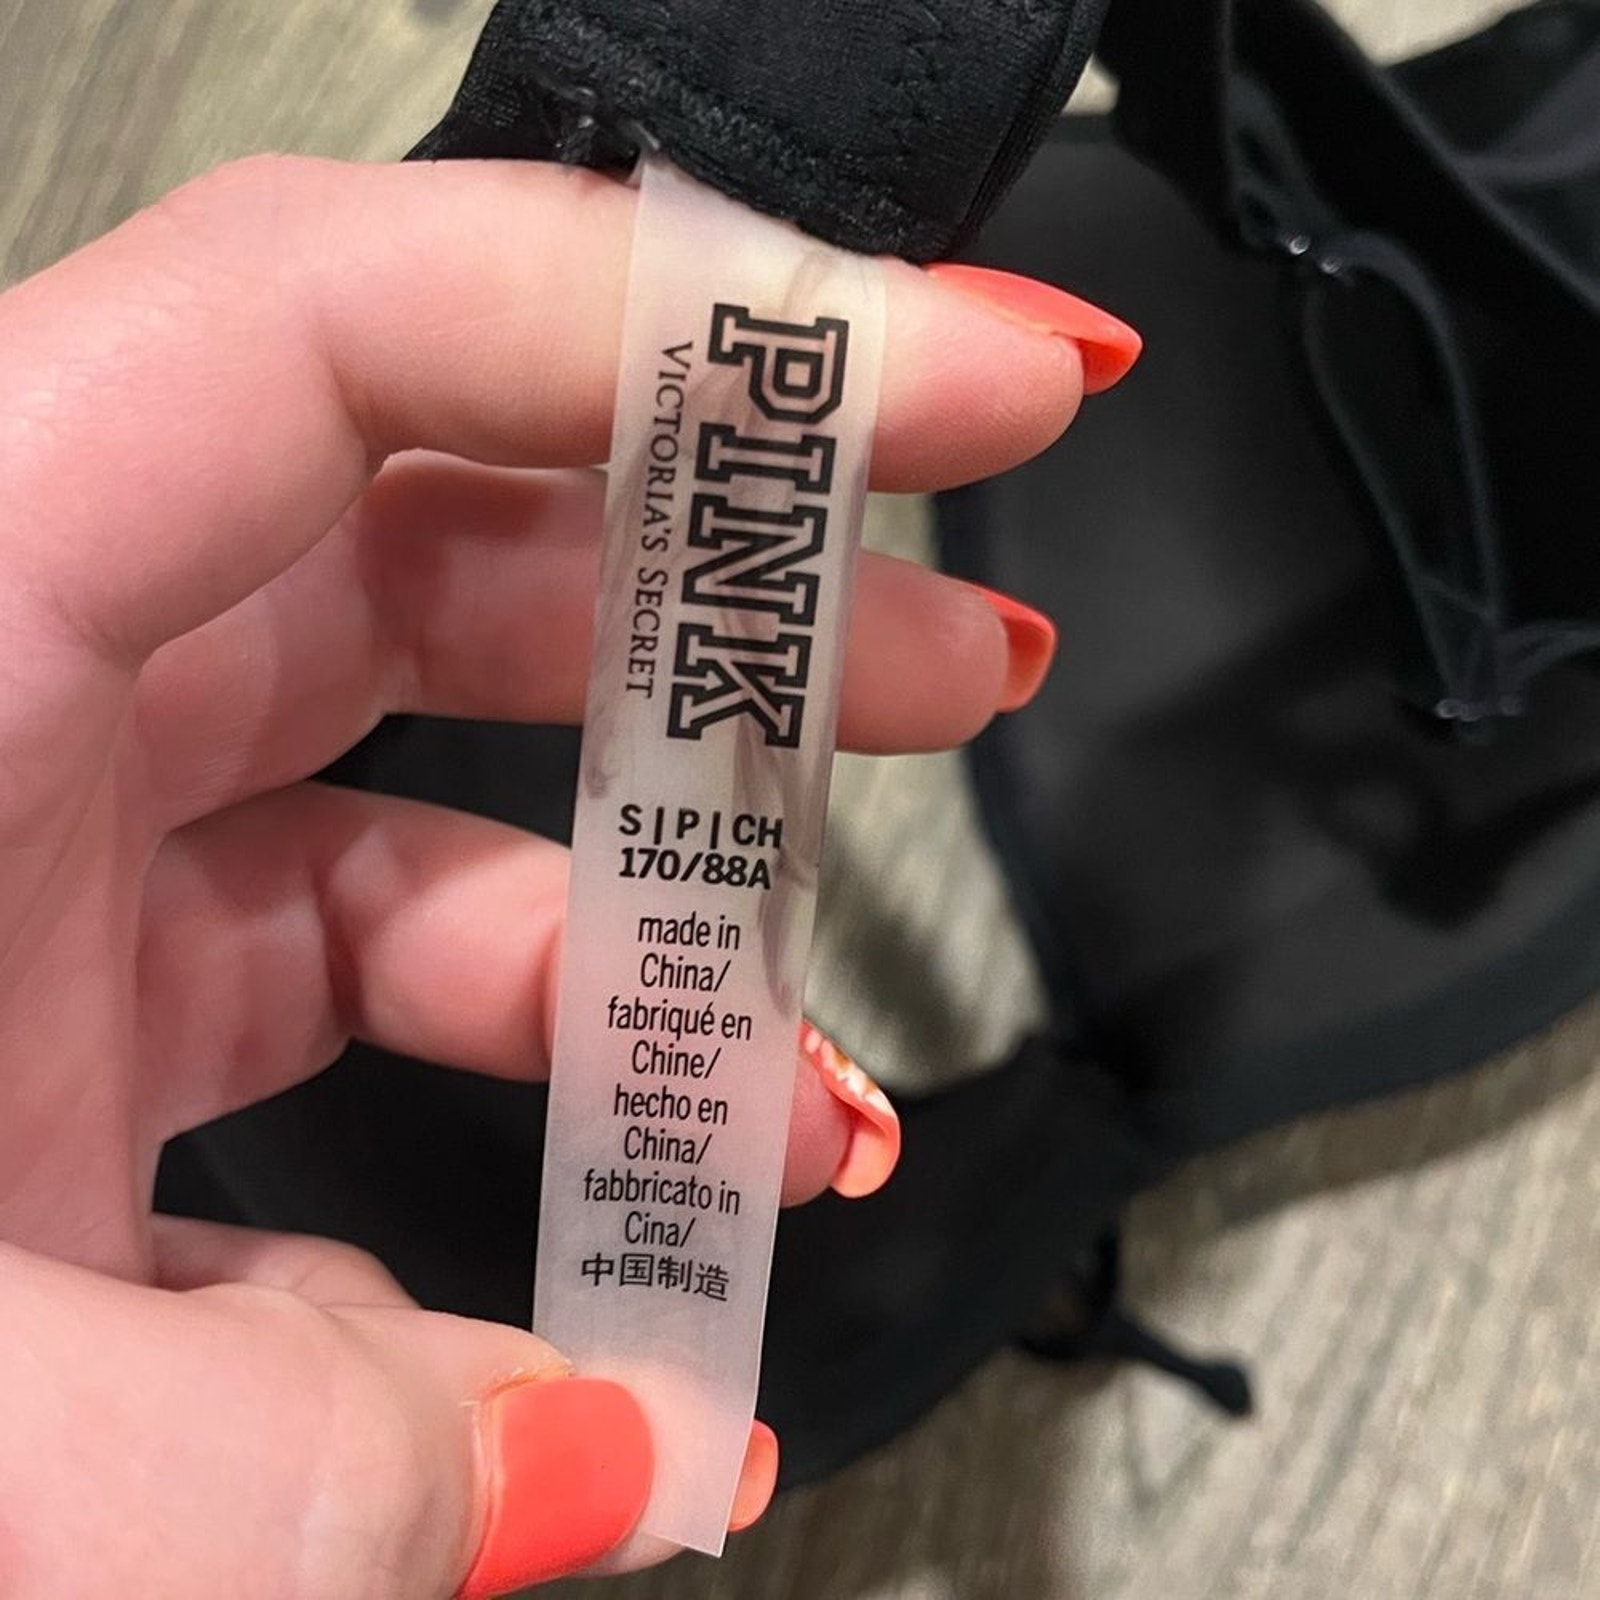 PINK
VICTORIA'S SECRET
S | P | CH
170/88A
made in
China/
fabriqué en
Chine/
hecho en
China/
fabbricato in
Cina/
中国制造